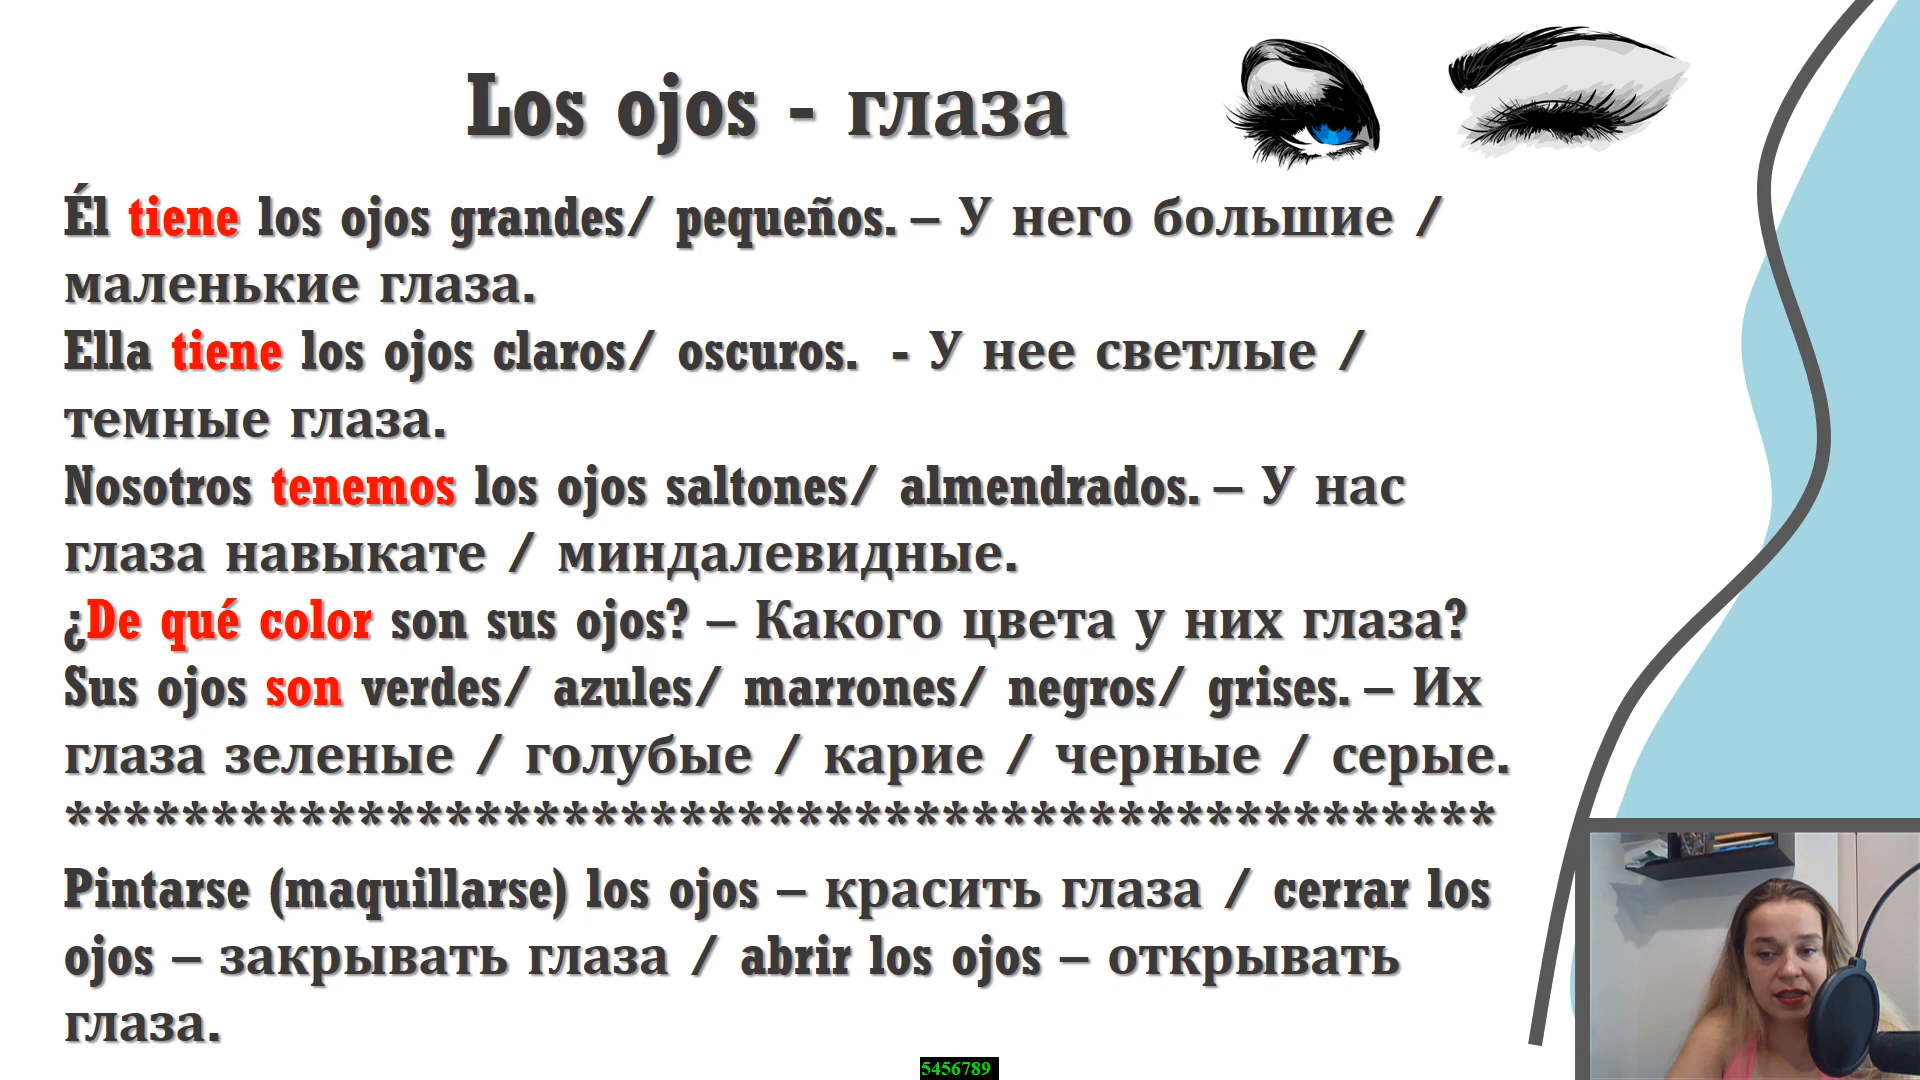 Los ojos - глаза
Él tiene los ojos grandes/ pequeños. – У него большие /
маленькие глаза.
Ella tiene los ojos claros/ oscuros. - У нее светлые /
темные глаза.
Nosotros tenemos los ojos saltones/ almendrados. – У нас
глаза навыкате / миндалевидные.
¿De qué color son sus ojos? – Какого цвета у них глаза?
Sus ojos son verdes/ azules/ marrones/ negros/ grises. – Их
глаза зеленые / голубые / карие / черные / серые.
*************************************************
Pintarse (maquillarse) los ojos – красить глаза / cerrar los
ojos – закрывать глаза / abrir los ojos – открывать
глаза.
5456789